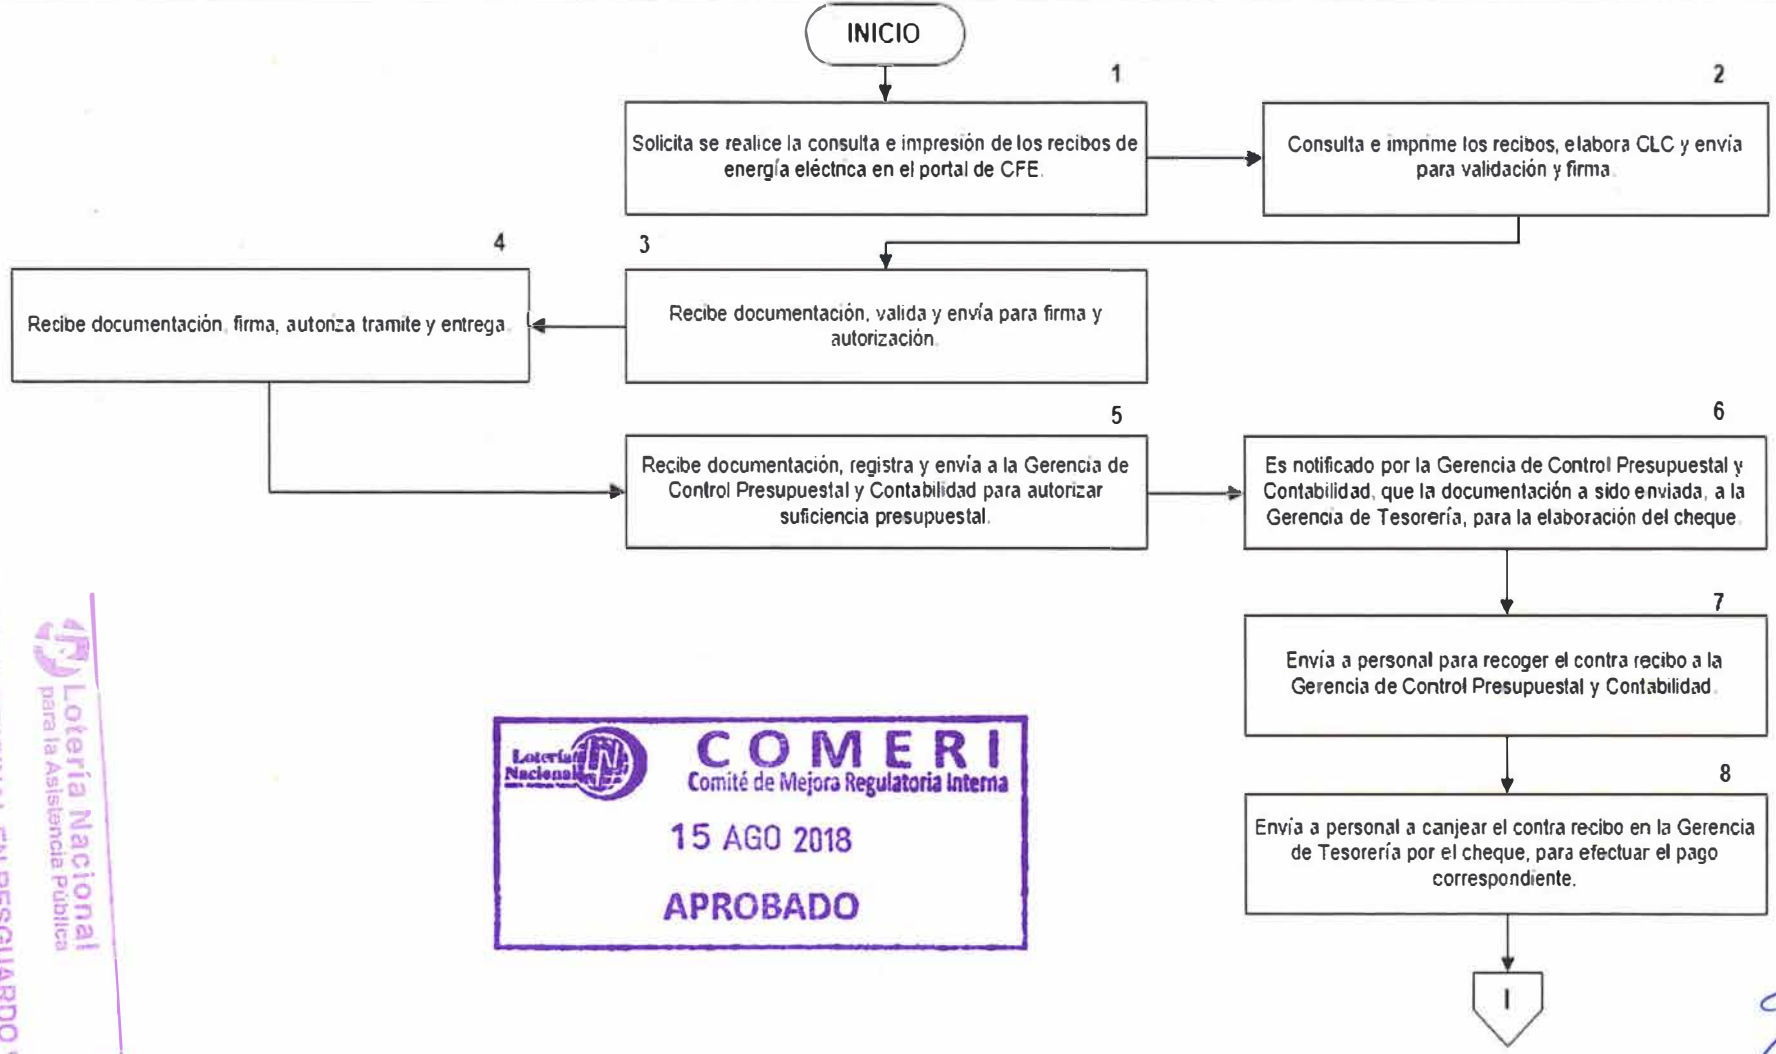 INICIO
1
Solicita se realice la consulta e impresión de los recibos de
energía eléctrica en el portal de CFE.
2
Consulta e imprime los recibos, elabora CLC y envía
para validación y firma.
3
Recibe documentación, valida y envía para firma y
autorización.
4
Recibe documentación, firma, autoriza tramite y entrega.
5
Recibe documentación, registra y envía a la Gerencia de
Control Presupuestal y Contabilidad para autorizar
suficiencia presupuestal.
6
Es notificado por la Gerencia de Control Presupuestal y
Contabilidad, que la documentación a sido enviada, a la
Gerencia de Tesorería, para la elaboración del cheque.
7
Envía a personal para recoger el contra recibo a la
Gerencia de Control Presupuestal y Contabilidad.
8
Envía a personal a canjear el contra recibo en la Gerencia
de Tesorería por el cheque, para efectuar el pago
correspondiente.
I
Lotería
Nacional
LN
COMERI
Comité de Mejora Regulatoria Interna
15 AGO 2018
APROBADO
Lotería Nacional
para la Asistencia Pública
EN RESGUARDO